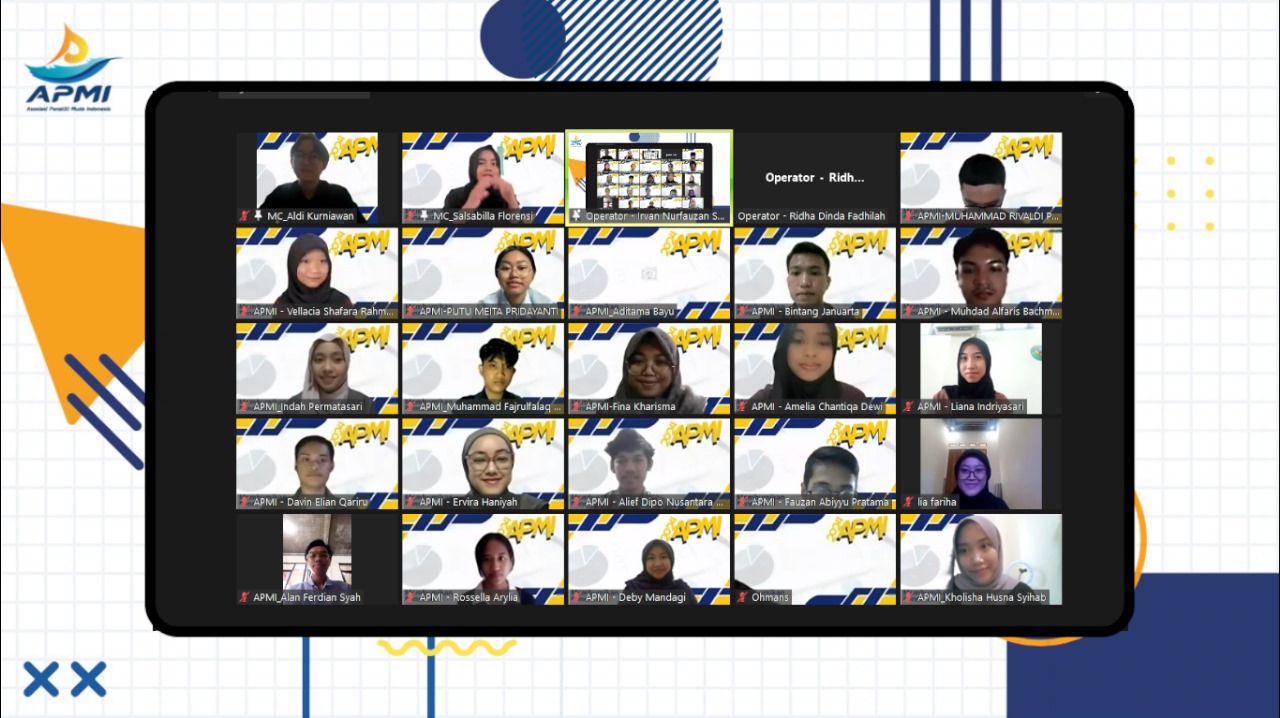 APMI
Asosiasi Peneliti Muda Indonesia
Operator - Ridh...
MC_Aldi Kurniawan
MC_Salsabilla Florensi
Operator - Irvan Nurfauzan S...
Operator - Ridha Dinda Fadhilah
APMI-MUHAMMAD RIVALDI P...
APMI - Vellacia Shafara Rahm...
APMI-PUTU MEITA PRIDAYANTI
APMI_Aditama Bayu
APMI - Bintang Januarta
APMI - Muhdad Alfaris Bachm...
APMI_Indah Permatasari
APMI_Muhammad Fajrulfalaq ...
APMI-Fina Kharisma
APMI - Amelia Chantiqa Dewi
APMI - Liana Indriyasari
APMI - Davin Elian Qariru
APMI - Ervira Haniyah
APMI - Alief Dipo Nusantara ...
APMI - Fauzan Abiyyu Pratama
lia fariha
APMI_Alan Ferdian Syah
APMI - Rossella Arylia
APMI - Deby Mandagi
Ohmans
APMI_Kholisha Husna Syihab